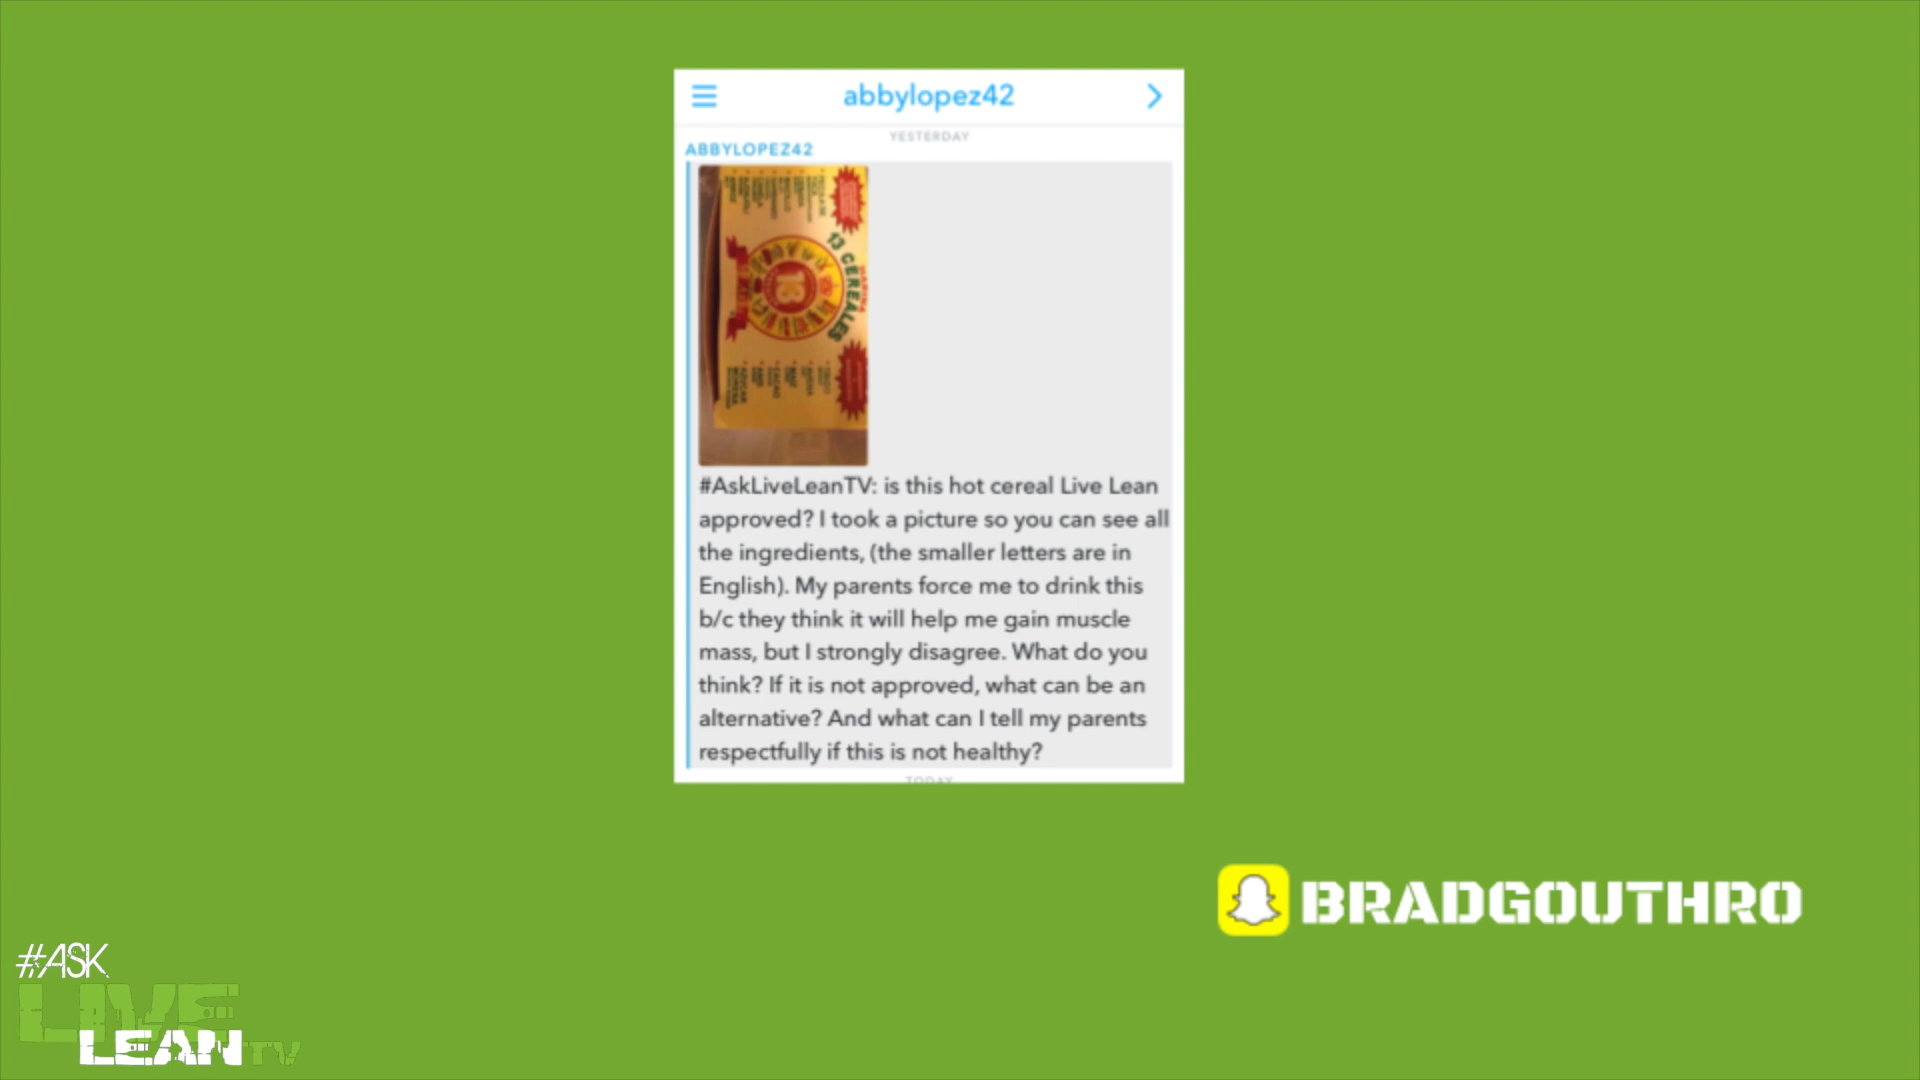 abbylopez42
YESTERDAY
ABBYLOPEZ42
13 CEREALES
13
CACAO
#AskLiveLeanTV: is this hot cereal Live Lean
approved? I took a picture so you can see all
the ingredients, (the smaller letters are in
English). My parents force me to drink this
b/c they think it will help me gain muscle
mass, but I strongly disagree. What do you
think? If it is not approved, what can be an
alternative? And what can I tell my parents
respectfully if this is not healthy?
TODAY
BRADGOUTHRO
#ASK
LIVE
LEAN TV